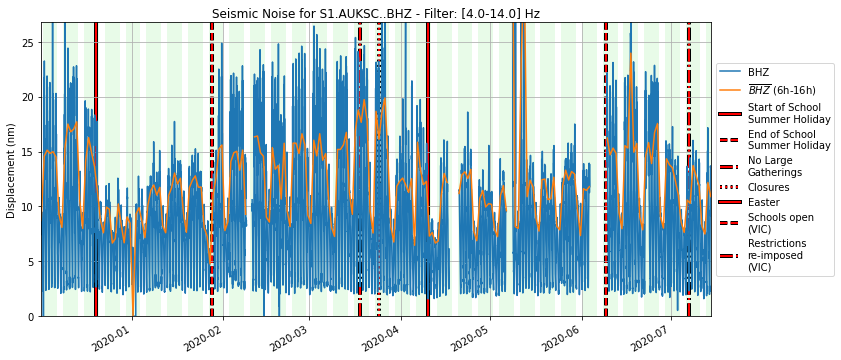 Seismic Noise for S1.AUKSC..BHZ - Filter: [4.0-14.0] Hz
Displacement (nm)
25
20
15
10
5
0
2020-01
2020-02
2020-03
2020-04
2020-05
2020-06
2020-07
BHZ
BHZ (6h-16h)
Start of School
Summer Holiday
End of School
Summer Holiday
No Large
Gatherings
Closures
Easter
Schools open
(VIC)
Restrictions
re-imposed
(VIC)